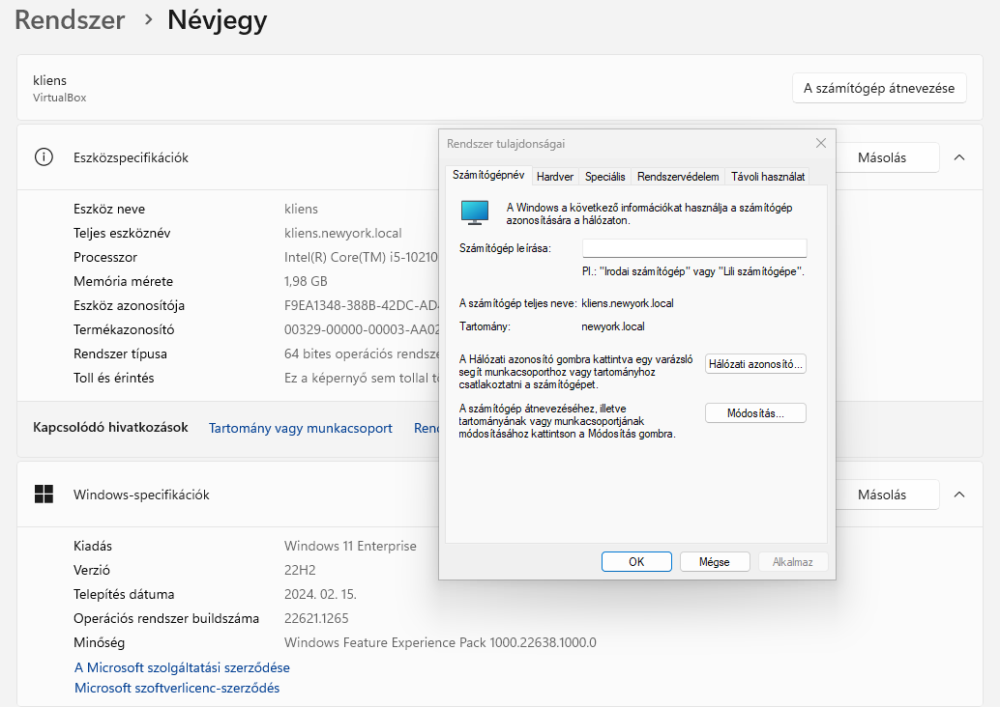 Rendszer > Névjegy
kliens
VirtualBox
A számítógép átnevezése
Eszközspecifikációk
Másolás
Eszköz neve kliens
Teljes eszköznév kliens.newyork.local
Processzor Intel(R) Core(TM) i5-10210
Memória mérete 1,98 GB
Eszköz azonosítója F9EA1348-388B-42DC-AD
Termékazonosító 00329-00000-00003-AA02
Rendszer típusa 64 bites operációs rendsze
Toll és érintés Ez a képernyő sem tollal t
Kapcsolódó hivatkozások Tartomány vagy munkacsoport Ren
Windows-specifikációk
Másolás
Kiadás Windows 11 Enterprise
Verzió 22H2
Telepítés dátuma 2024. 02. 15.
Operációs rendszer buildszáma 22621.1265
Minőség Windows Feature Experience Pack 1000.22638.1000.0
A Microsoft szolgáltatási szerződése
Microsoft szoftverlicenc-szerződés
Rendszer tulajdonságai
Számítógépnév Hardver Speciális Rendszervédelem Távoli használat
A Windows a következő információkat használja a számítógép
azonosítására a hálózaton.
Számítógép leírása:
Pl.: "Irodai számítógép" vagy "Lili számítógépe".
A számítógép teljes neve: kliens.newyork.local
Tartomány: newyork.local
A Hálózati azonosító gombra kattintva egy varázsló
segít munkacsoporthoz vagy tartományhoz
csatlakoztatni a számítógépet.
Hálózati azonosító...
A számítógép átnevezéséhez, illetve
tartományának vagy munkacsoportjának
módosításához kattintson a Módosítás gombra.
Módosítás...
OK Mégse Alkalmaz